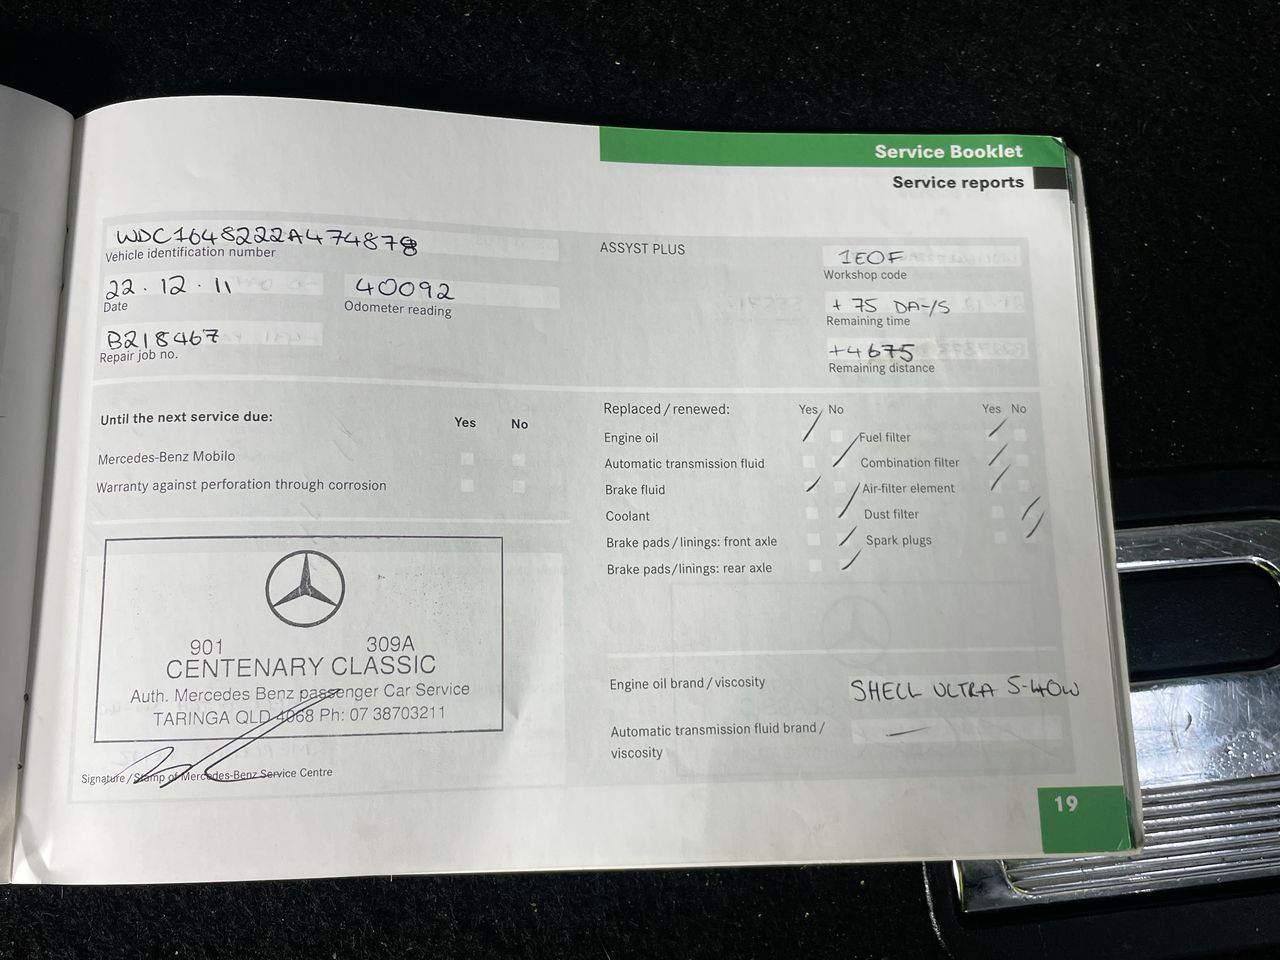 Service Booklet
Service reports
WDC1648222A474878
Vehicle identification number
22.12.11
Date
40092
Odometer reading
B218467
Repair job no.
ASSYST PLUS
1EOF
Workshop code
+ 75 DAYS
Remaining time
+4675
Remaining distance
Until the next service due:
Yes No
Mercedes-Benz Mobilo
Warranty against perforation through corrosion
Replaced / renewed:
Yes No
Engine oil
Automatic transmission fluid
Brake fluid
Coolant
Brake pads / linings: front axle
Brake pads/linings: rear axle
Yes No
Fuel filter
Combination filter
Air-filter element
Dust filter
Spark plugs
901 309A
CENTENARY CLASSIC
Auth. Mercedes Benz passenger Car Service
TARINGA QLD 4068 Ph: 07 38703211
Signature / Stamp of Mercedes-Benz Service Centre
Engine oil brand / viscosity
SHELL ULTRA 5-40W
Automatic transmission fluid brand /
viscosity
19